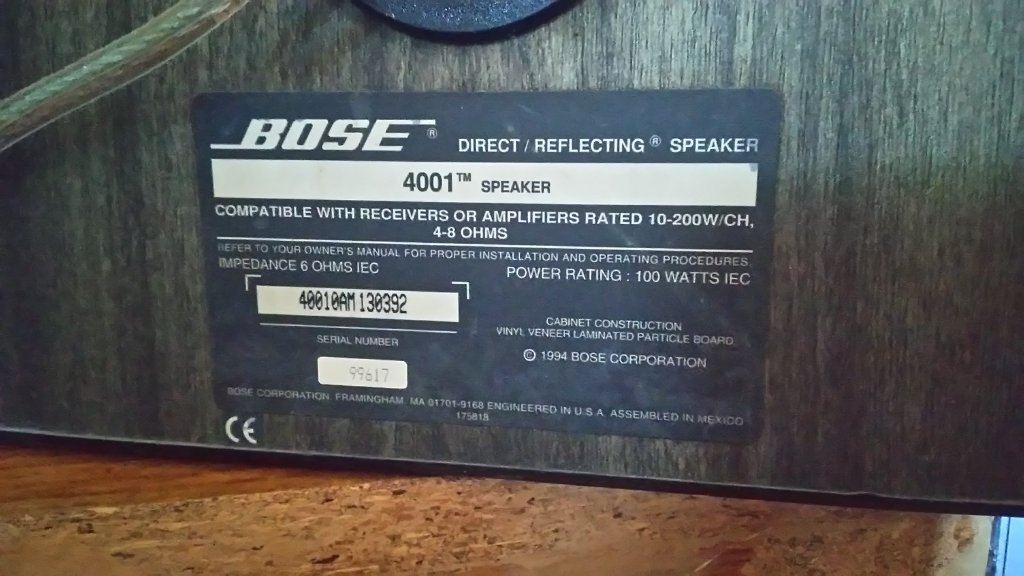 BOSE® DIRECT / REFLECTING® SPEAKER
4001™ SPEAKER
COMPATIBLE WITH RECEIVERS OR AMPLIFIERS RATED 10-200W/CH,
4-8 OHMS
REFER TO YOUR OWNER'S MANUAL FOR PROPER INSTALLATION AND OPERATING PROCEDURES.
IMPEDANCE 6 OHMS IEC POWER RATING : 100 WATTS IEC
40010AM130392
SERIAL NUMBER
CABINET CONSTRUCTION
VINYL VENEER LAMINATED PARTICLE BOARD
© 1994 BOSE CORPORATION
99617
BOSE CORPORATION, FRAMINGHAM, MA 01701-9168 ENGINEERED IN U.S.A. ASSEMBLED IN MEXICO
175818
CE